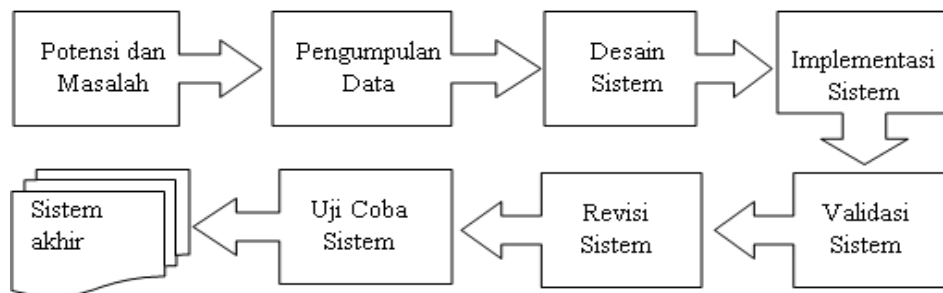 Potensi dan
Masalah
Pengumpulan
Data
Desain
Sistem
Implementasi
Sistem
Validasi
Sistem
Revisi
Sistem
Uji Coba
Sistem
Sistem
akhir